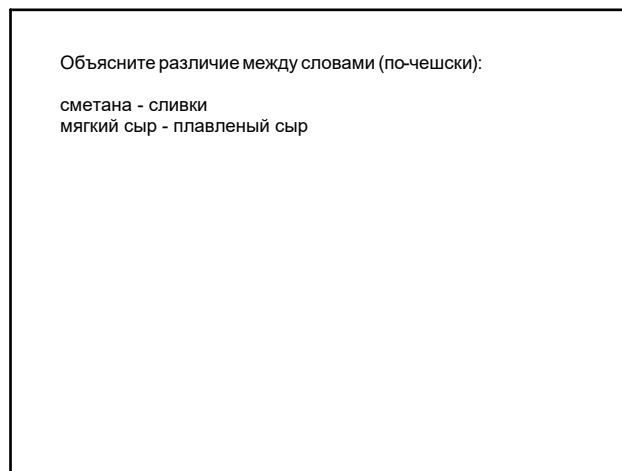 Объясните различие между словами (по-чешски):
сметана - сливки
мягкий сыр - плавленый сыр